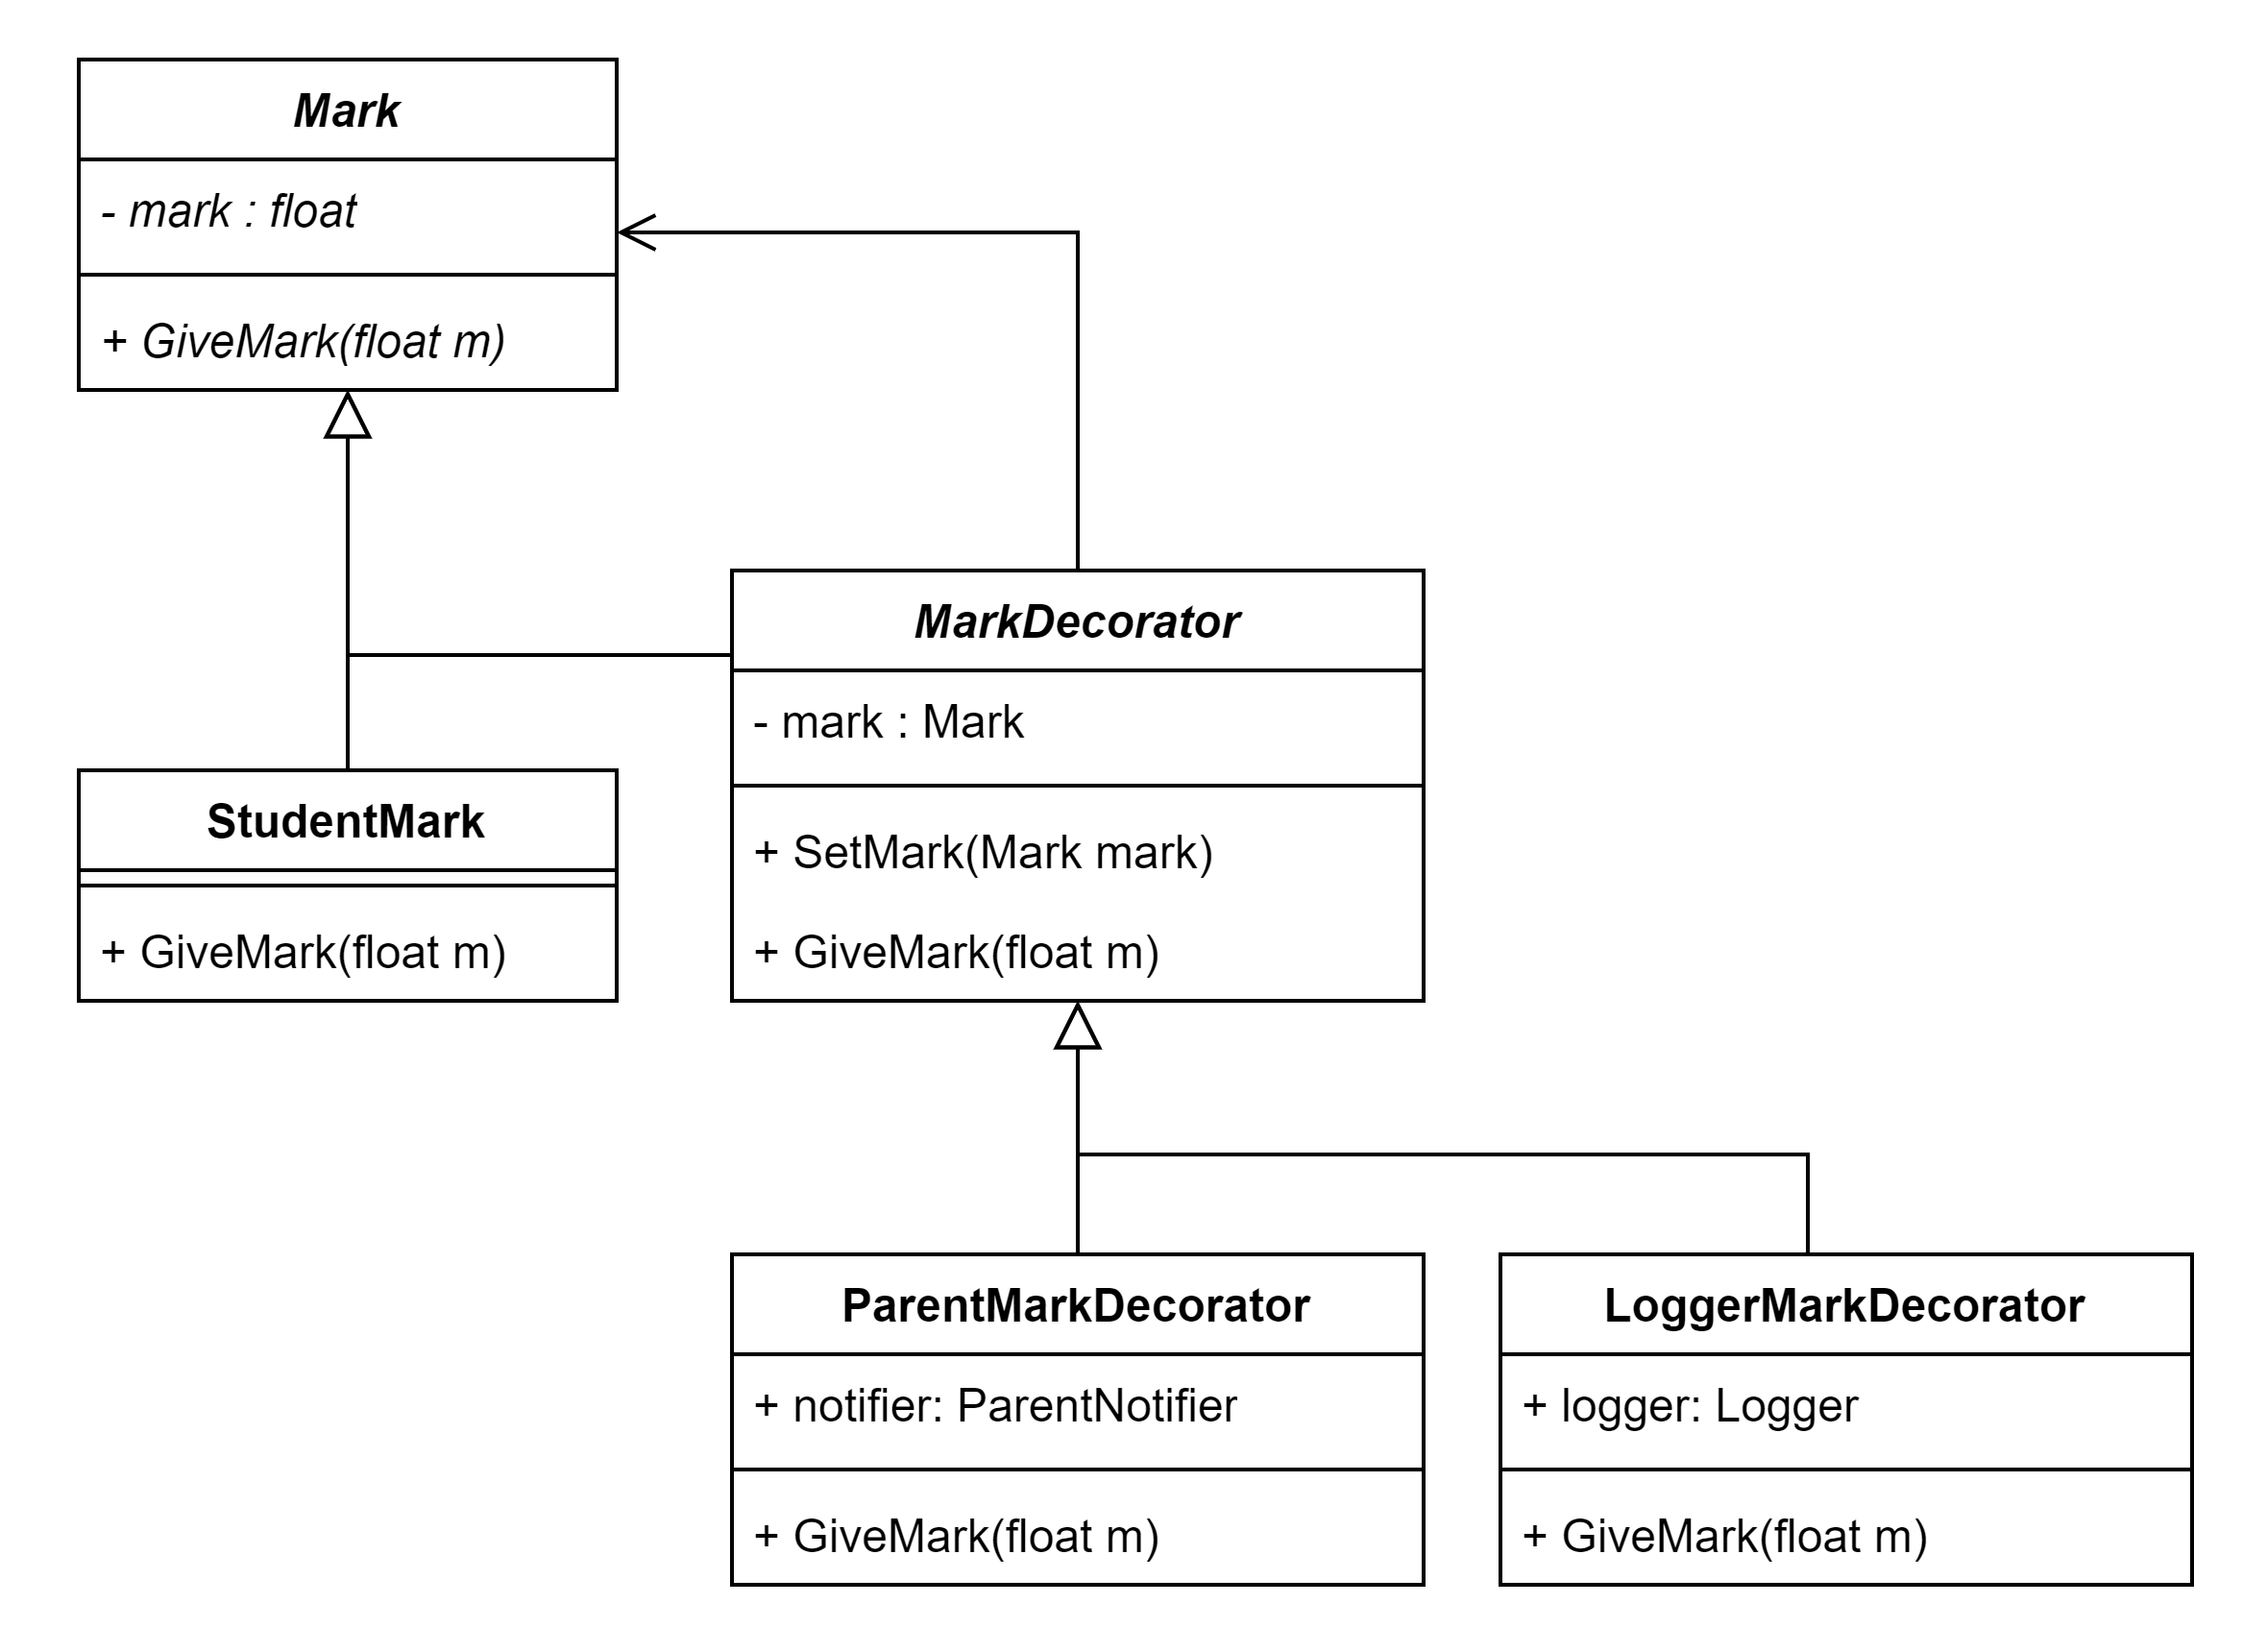 Mark
- mark : float
+ GiveMark(float m)
MarkDecorator
- mark : Mark
+ SetMark(Mark mark)
+ GiveMark(float m)
StudentMark
+ GiveMark(float m)
ParentMarkDecorator
+ notifier: ParentNotifier
+ GiveMark(float m)
LoggerMarkDecorator
+ logger: Logger
+ GiveMark(float m)